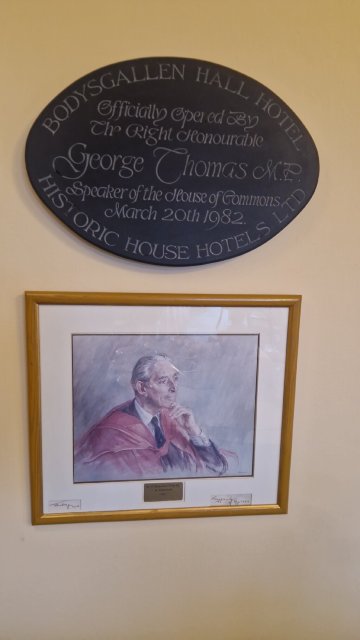 BODYSGALLEN HALL HOTEL
Officially Opened By
The Right Honourable
George Thomas M.P.
Speaker of the House of Commons
March 20th 1982.
HISTORIC HOUSE HOTELS LTD